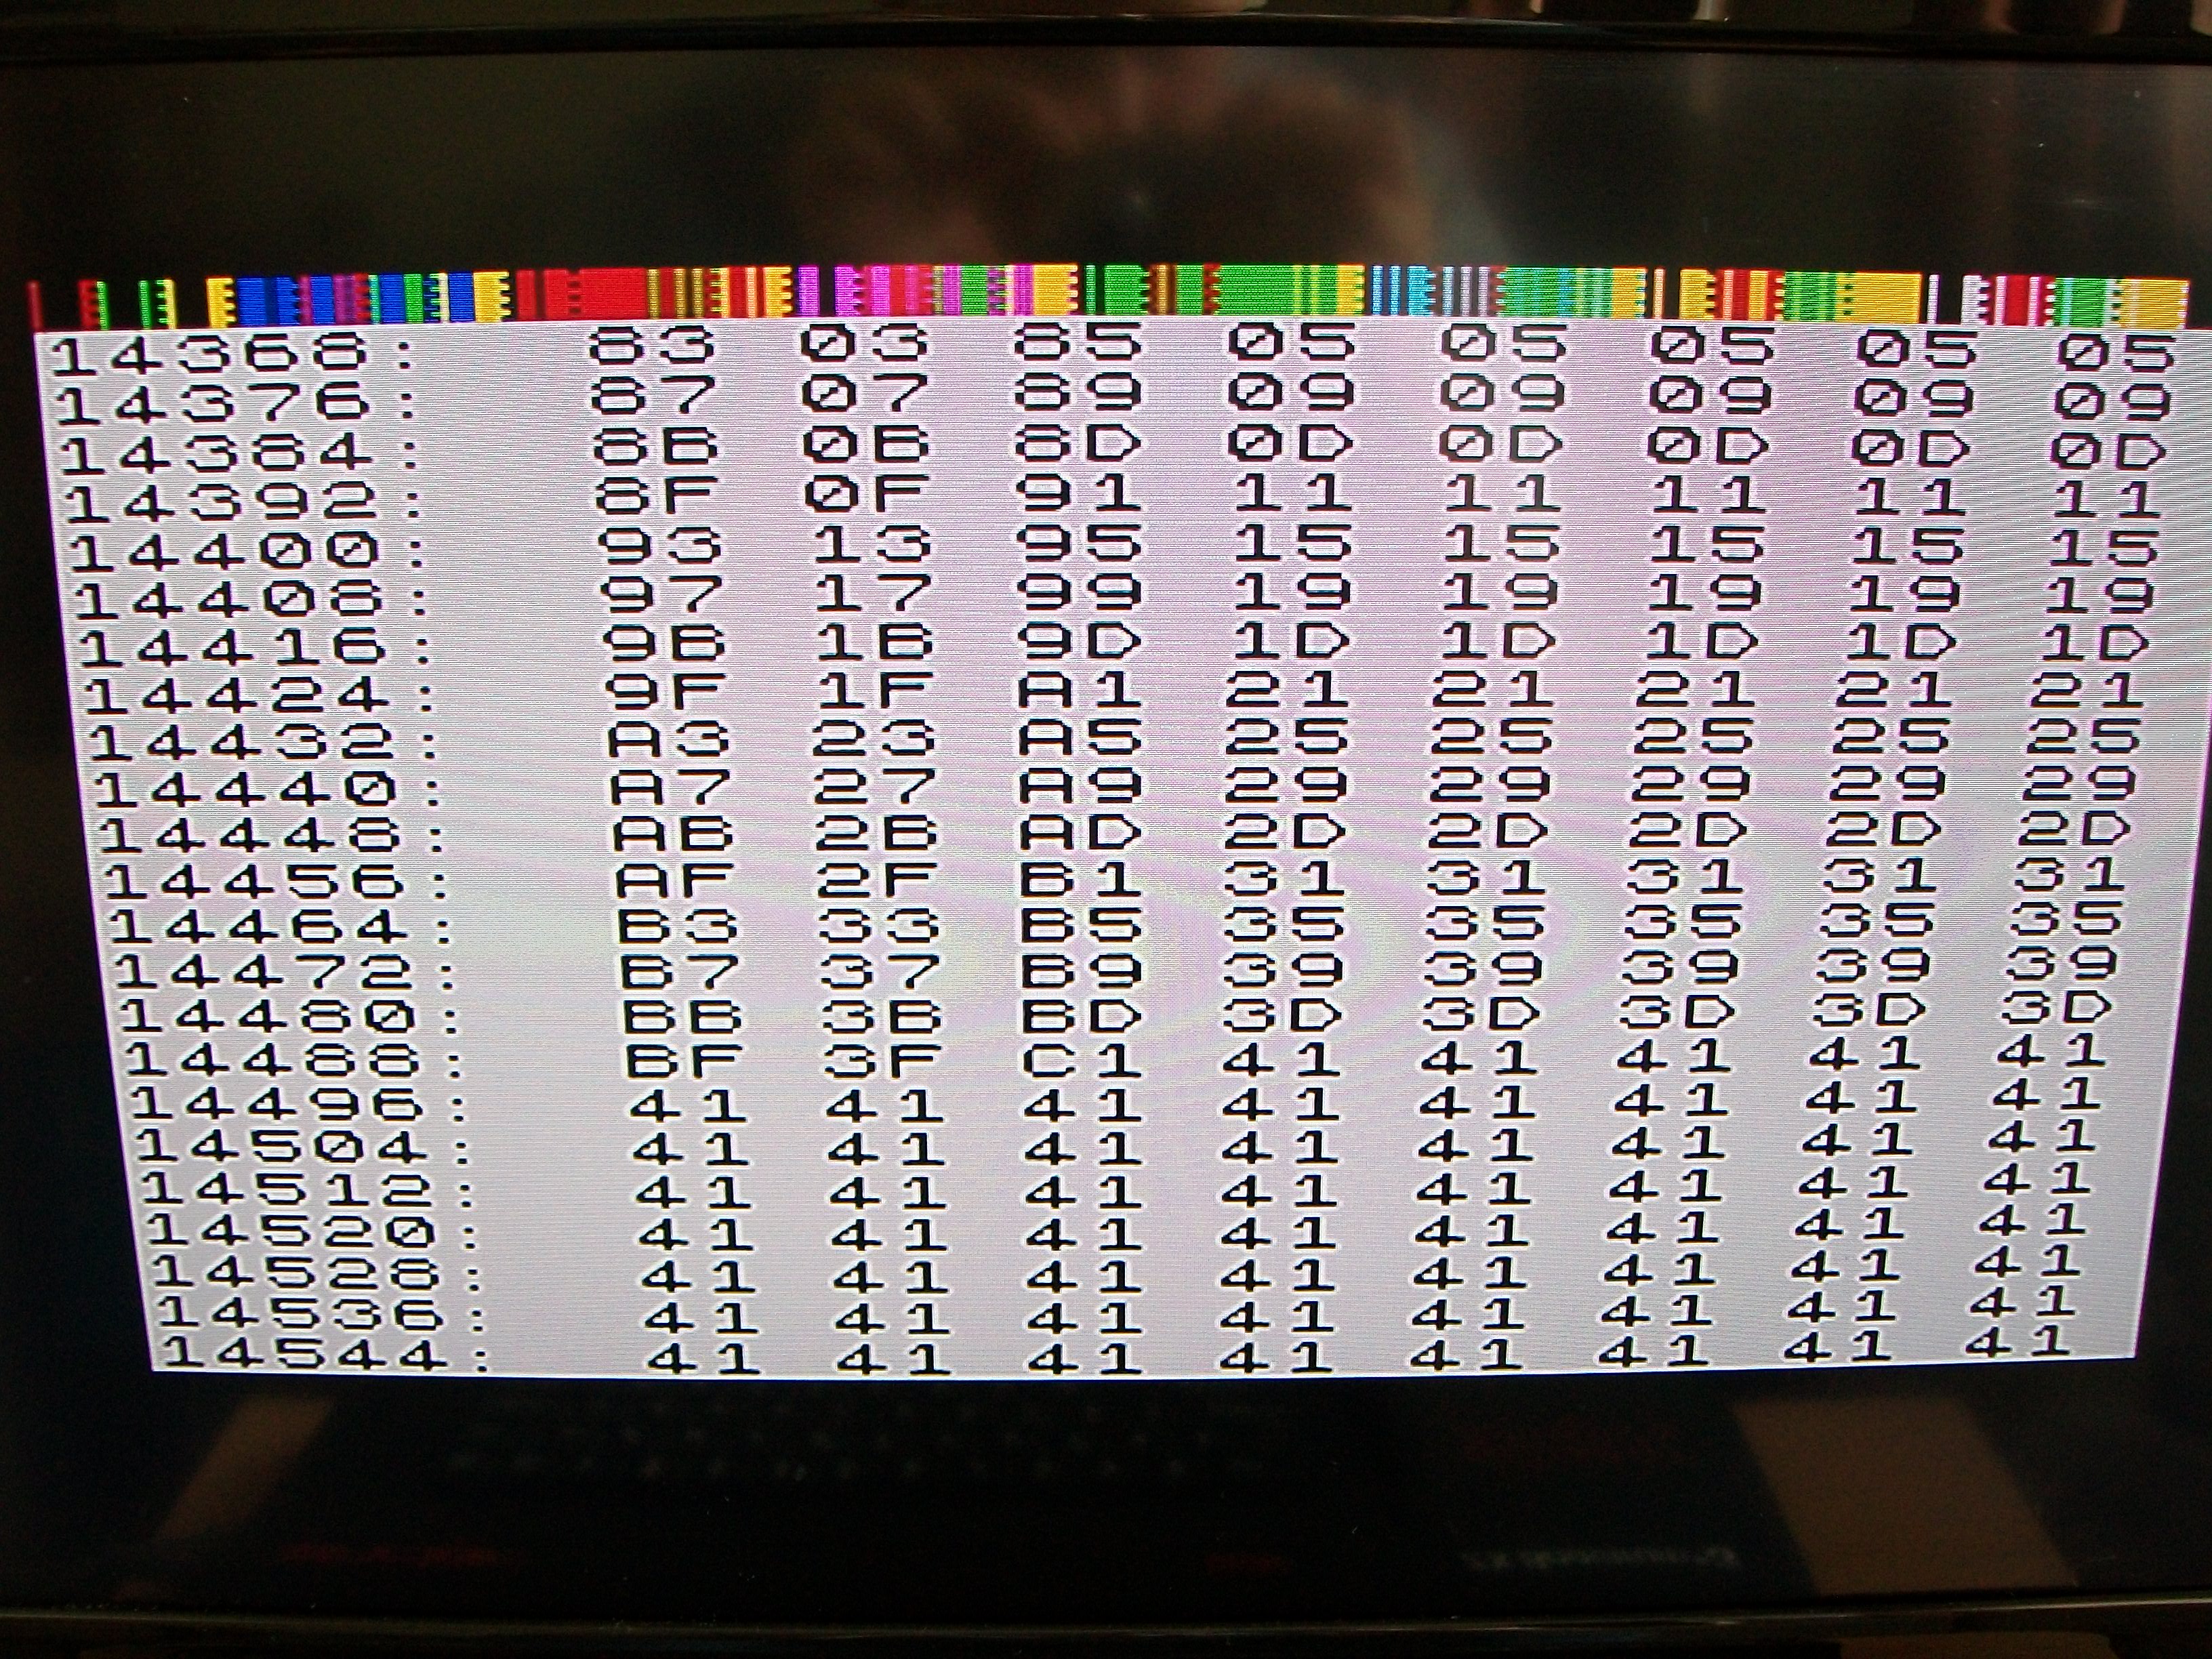 14368: 83 03 85 05 05 05 05 05
14376: 87 07 89 09 09 09 09 09
14384: 8B 0B 8D 0D 0D 0D 0D 0D
14392: 8F 0F 91 11 11 11 11 11
14400: 93 13 95 15 15 15 15 15
14408: 97 17 99 19 19 19 19 19
14416: 9B 1B 9D 1D 1D 1D 1D 1D
14424: 9F 1F A1 21 21 21 21 21
14432: A3 23 A5 25 25 25 25 25
14440: A7 27 A9 29 29 29 29 29
14448: AB 2B AD 2D 2D 2D 2D 2D
14456: AF 2F B1 31 31 31 31 31
14464: B3 33 B5 35 35 35 35 35
14472: B7 37 B9 39 39 39 39 39
14480: BB 3B BD 3D 3D 3D 3D 3D
14488: BF 3F C1 41 41 41 41 41
14496: 41 41 41 41 41 41 41 41
14504: 41 41 41 41 41 41 41 41
14512: 41 41 41 41 41 41 41 41
14520: 41 41 41 41 41 41 41 41
14528: 41 41 41 41 41 41 41 41
14536: 41 41 41 41 41 41 41 41
14544: 41 41 41 41 41 41 41 41